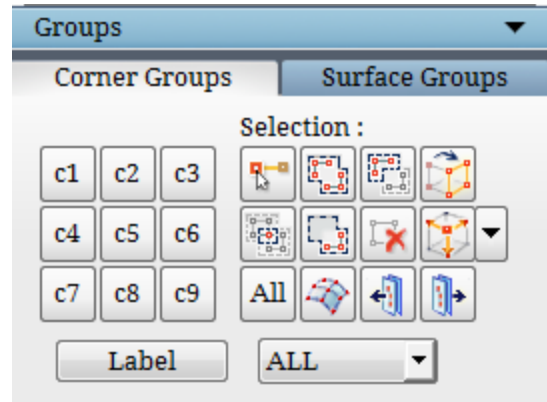 Groups
Corner Groups Surface Groups
Selection :
c1 c2 c3
c4 c5 c6
c7 c8 c9 All
Label ALL